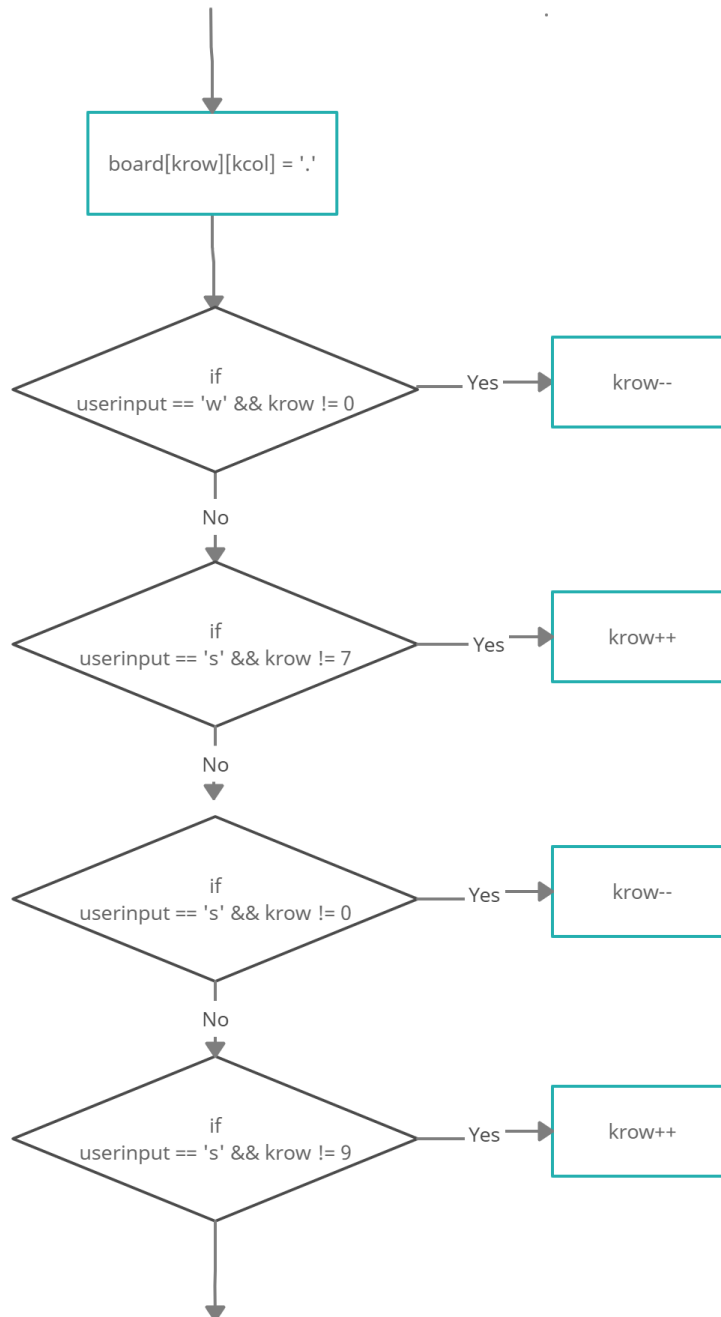 board[krow][kcol] = '.'
if
userinput == 'w' && krow != 0
Yes
krow--
No
if
userinput == 's' && krow != 7
Yes
krow++
No
if
userinput == 's' && krow != 0
Yes
krow--
No
if
userinput == 's' && krow != 9
Yes
krow++